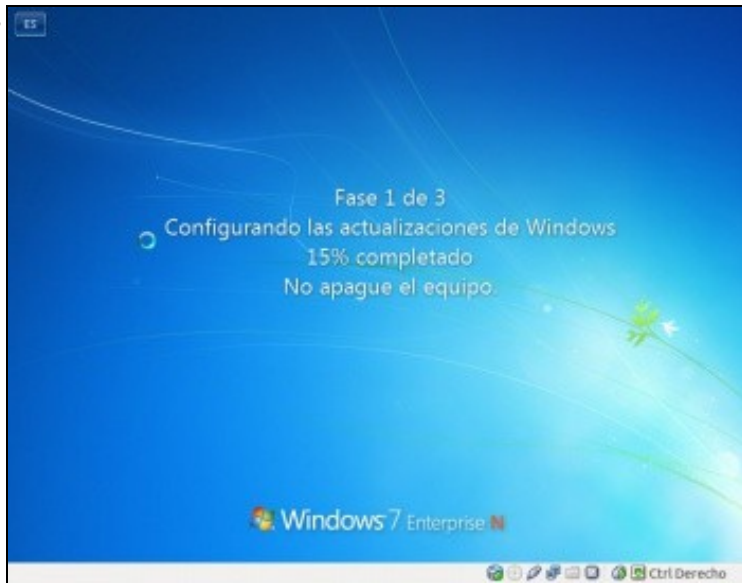 ES
Fase 1 de 3
Configurando las actualizaciones de Windows
15% completado
No apague el equipo.
Windows 7 Enterprise N
Ctrl Derecho